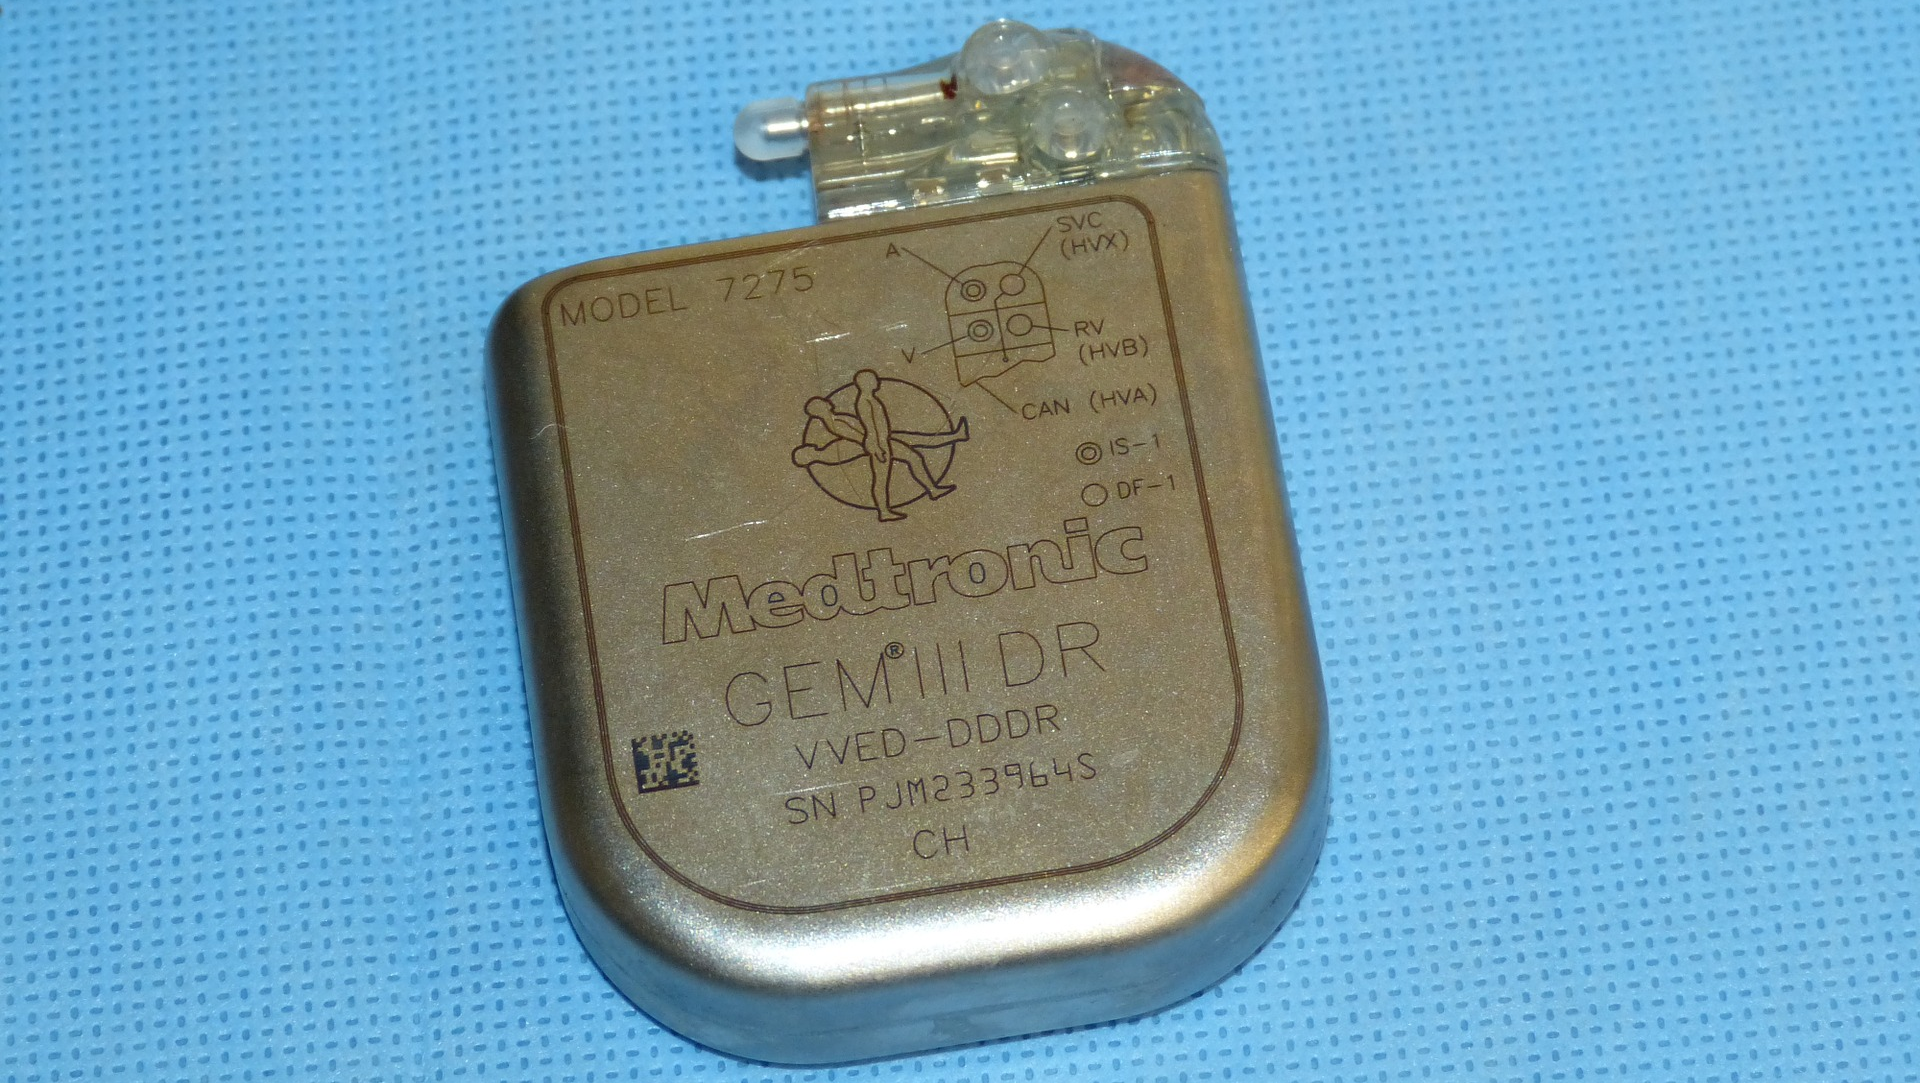 MODEL 7275
A
SVC
(HVX)
V
RV
(HVB)
CAN (HVA)
IS-1
DF-1
Medtronic
GEM® III DR
VVED-DDDR
SN PJM233964S
CH